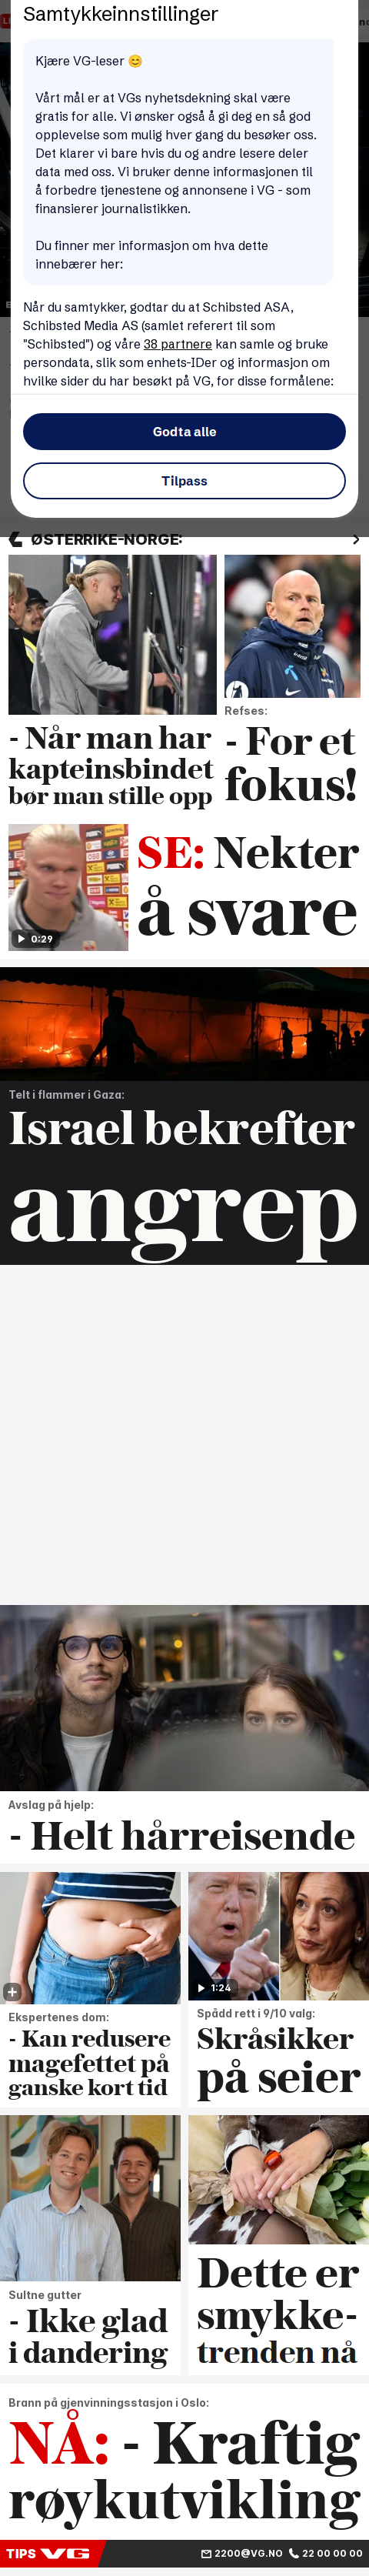 Samtykkeinnstillinger
Kjære VG-leser 😊
Vårt mål er at VGs nyhetsdekning skal være
gratis for alle. Vi ønsker også å gi deg en så god
opplevelse som mulig hver gang du besøker oss.
Det klarer vi bare hvis du og andre lesere deler
data med oss. Vi bruker denne informasjonen til
å forbedre tjenestene og annonsene i VG - som
finansierer journalistikken.
Du finner mer informasjon om hva dette
innebærer her:
Når du samtykker, godtar du at Schibsted ASA,
Schibsted Media AS (samlet referert til som
"Schibsted") og våre 38 partnere kan samle og bruke
persondata, slik som enhets-IDer og informasjon om
hvilke sider du har besøkt på VG, for disse formålene:
Godta alle
Tilpass
ØSTERRIKE-NORGE:
- Når man har
kapteinsbindet
bør man stille opp
Refses:
- For et
fokus!
0:29
SE: Nekter
å svare
Telt i flammer i Gaza:
Israel bekrefter
angrep
Avslag på hjelp:
- Helt hårreisende
Ekspertenes dom:
- Kan redusere
magefettet på
ganske kort tid
1:24
Spådd rett i 9/10 valg:
Skråsikker
på seier
Sultne gutter
- Ikke glad
i dandering
Dette er
smykke-
trenden nå
Brann på gjenvinningsstasjon i Oslo:
NÅ: - Kraftig
røykutvikling
TIPS VG 2200@VG.NO 22 00 00 00